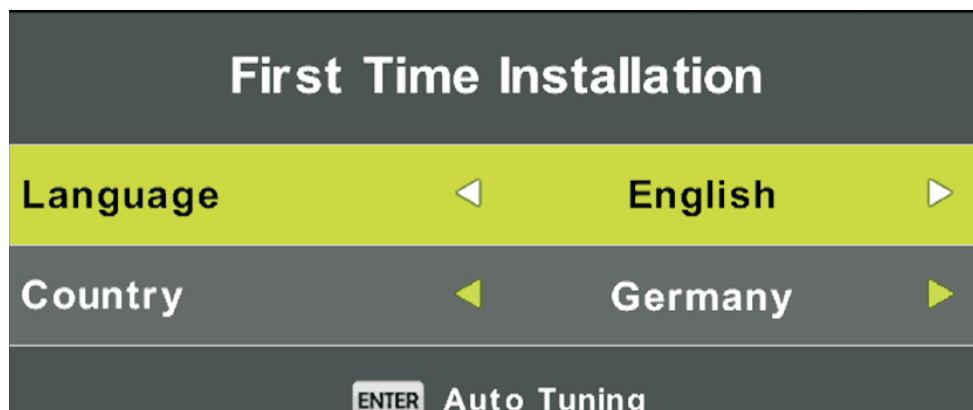 First Time Installation
Language English
Country Germany
ENTER Auto Tuning